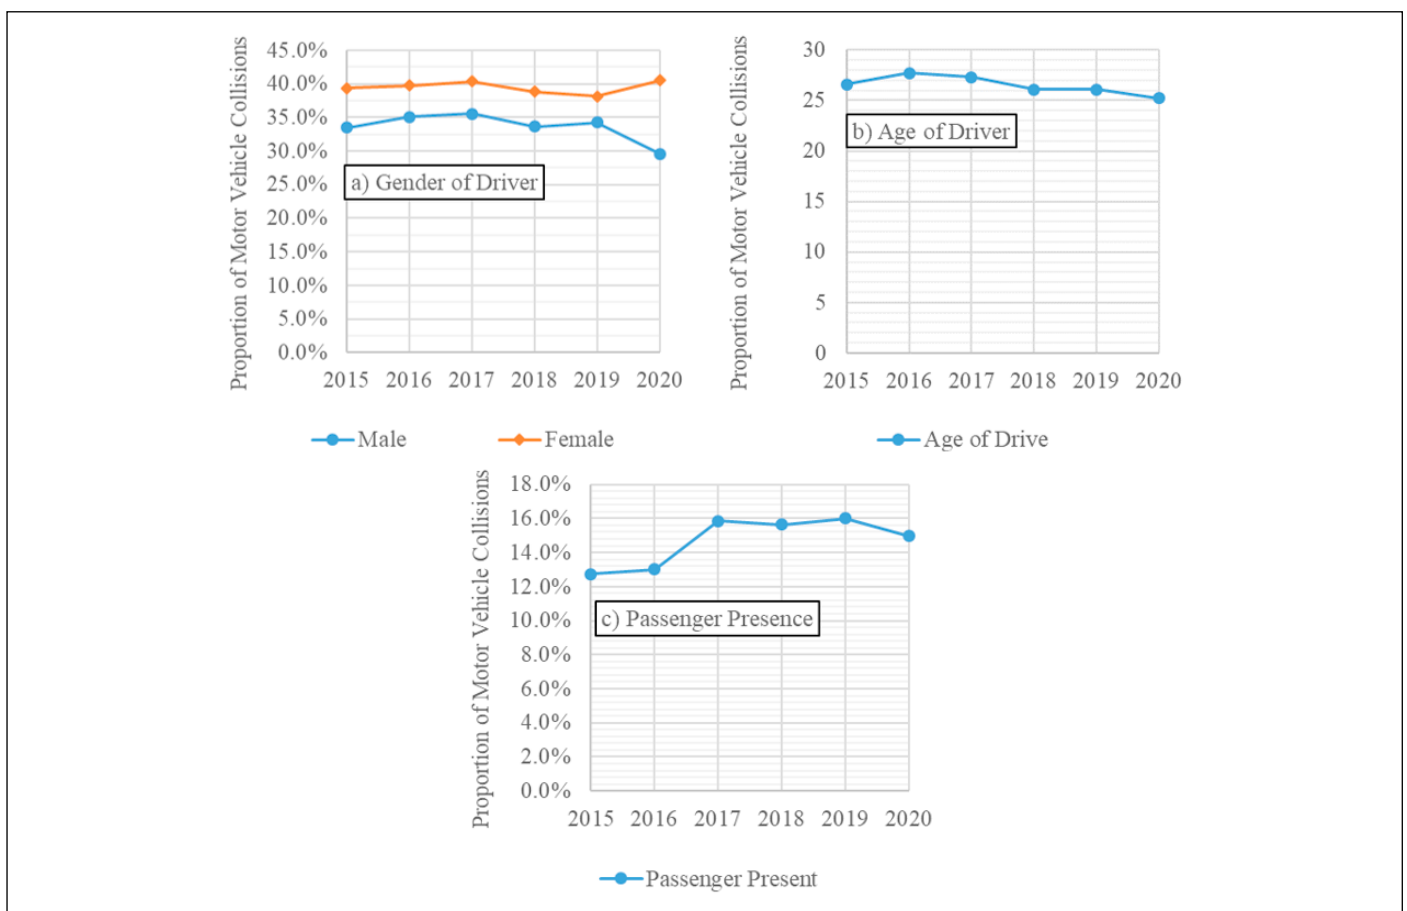 Proportion of Motor Vehicle Collisions
45.0%
40.0%
35.0%
30.0%
25.0%
20.0%
15.0%
10.0%
5.0%
0.0%
a) Gender of Driver
2015 2016 2017 2018 2019 2020
Male Female
Proportion of Motor Vehicle Collisions
30
25
20
15
10
5
0
b) Age of Driver
2015 2016 2017 2018 2019 2020
Age of Drive
Proportion of Motor Vehicle Collisions
18.0%
16.0%
14.0%
12.0%
10.0%
8.0%
6.0%
4.0%
2.0%
0.0%
c) Passenger Presence
2015 2016 2017 2018 2019 2020
Passenger Present